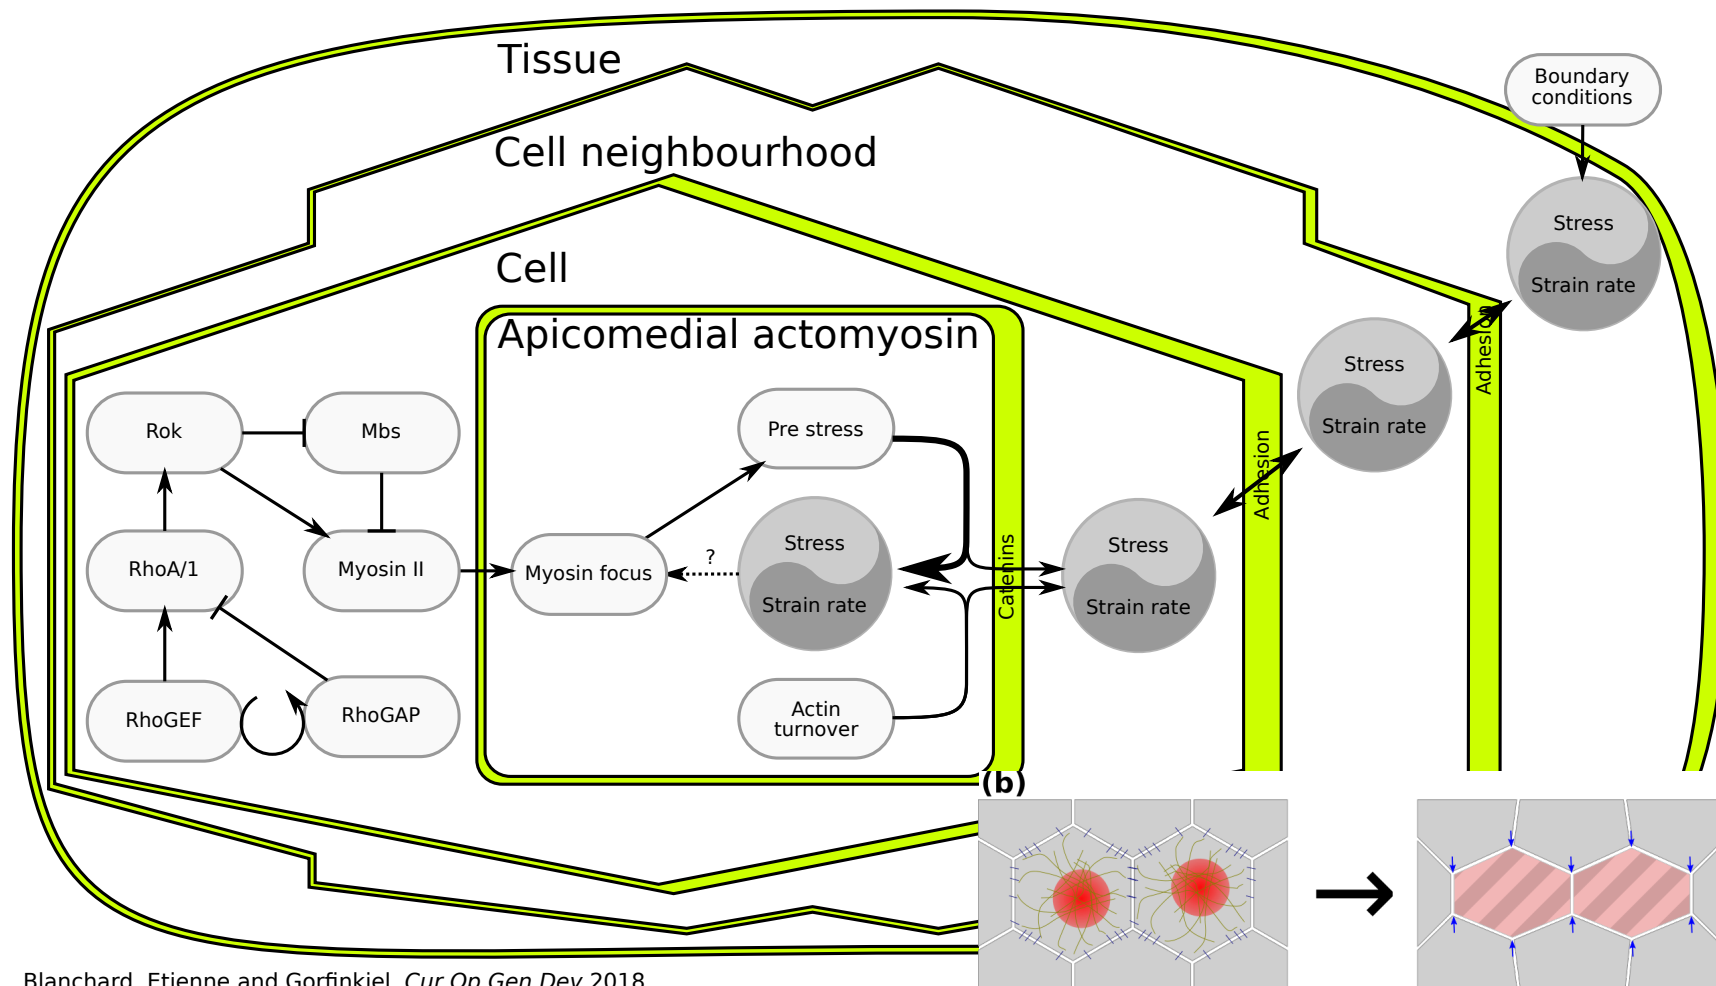 Tissue
Boundary
conditions
Cell neighbourhood
Stress
Strain rate
Cell
Adhesion
Apicomedial actomyosin
Stress
Strain rate
Adhesion
Rok
Mbs
Pre stress
RhoA/1
Myosin II
Myosin focus
?
Stress
Strain rate
Catenins
Stress
Strain rate
RhoGEF
RhoGAP
Actin
turnover
(b)
Blanchard, Etienne and Gorfinkiel, Cur Op Gen Dev 2018